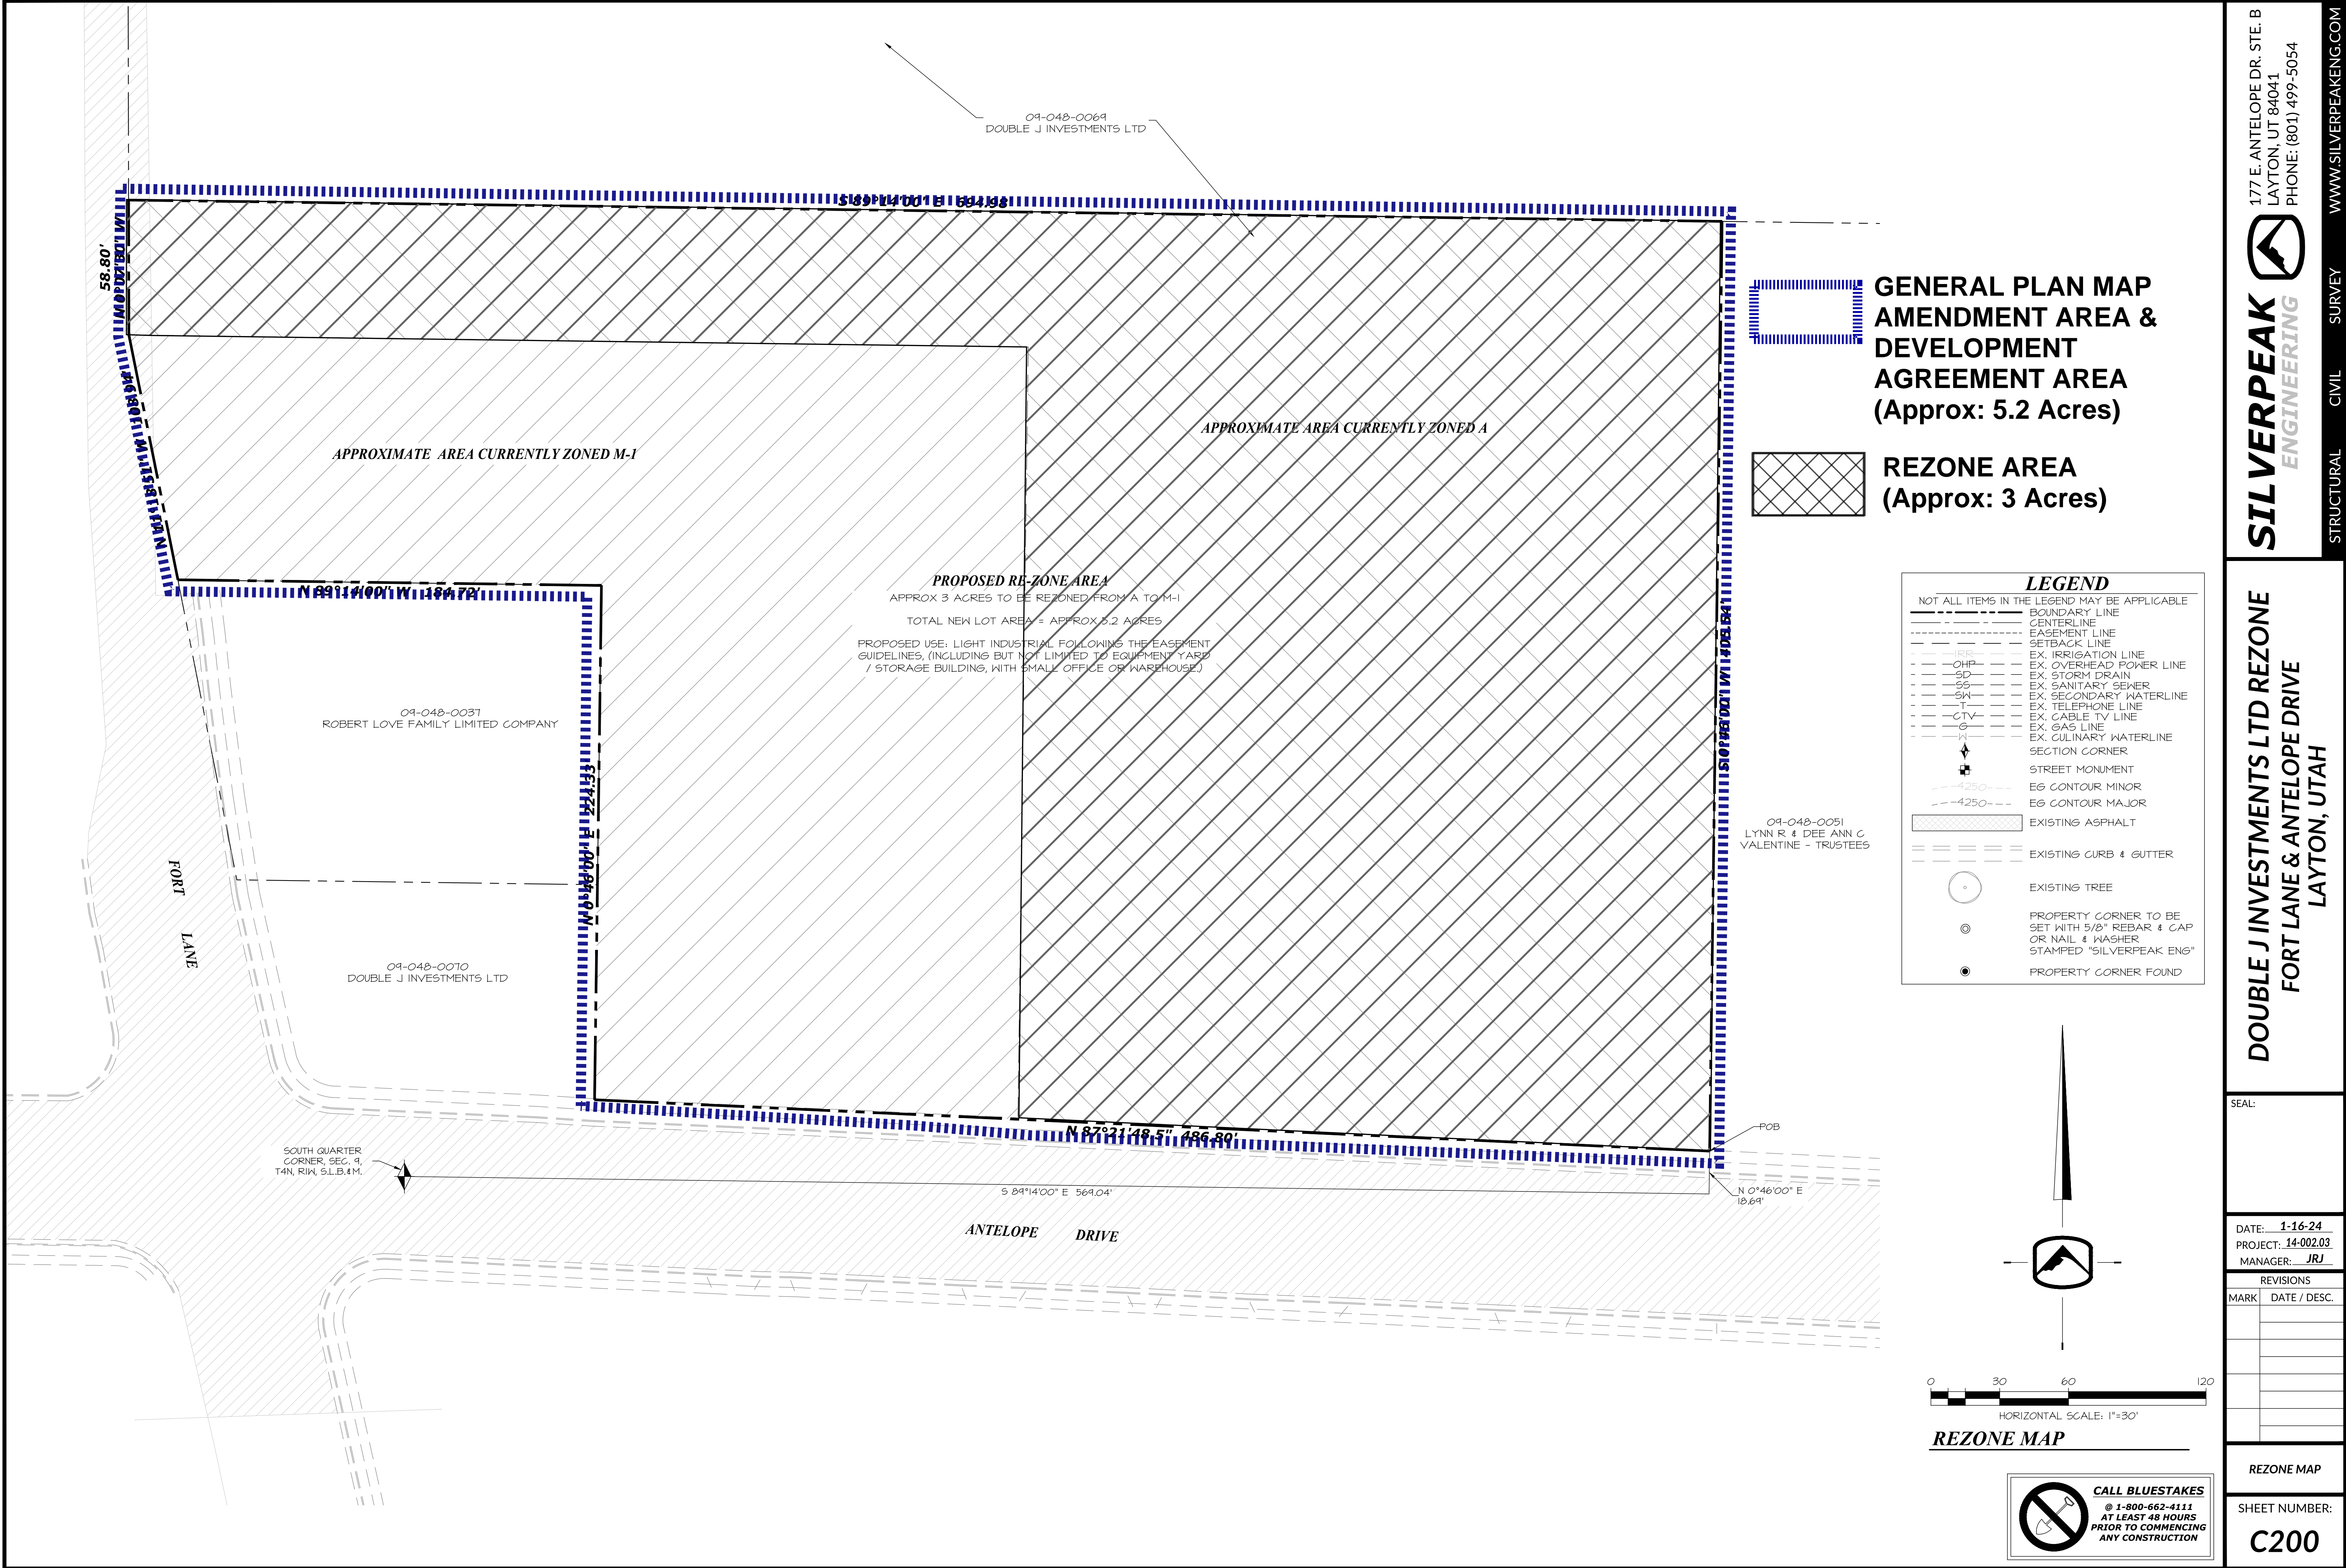 09-048-0069
DOUBLE J INVESTMENTS LTD
S 89°14'00" E 694.98'
58.80'
APPROXIMATE AREA CURRENTLY ZONED M-1
APPROXIMATE AREA CURRENTLY ZONED A
N 89°14'00" W 184.72'
PROPOSED RE-ZONE AREA
APPROX 3 ACRES TO BE REZONED FROM A TO M-1
TOTAL NEW LOT AREA = APPROX 5.2 ACRES
PROPOSED USE: LIGHT INDUSTRIAL FOLLOWING THE EASEMENT
GUIDELINES, (INCLUDING BUT NOT LIMITED TO EQUIPMENT YARD
/ STORAGE BUILDING, WITH SMALL OFFICE OR WAREHOUSE.)
09-048-0037
ROBERT LOVE FAMILY LIMITED COMPANY
N 0°46'00" E 224.33'
09-048-0051
LYNN R & DEE ANN C
VALENTINE - TRUSTEES
FORT
LANE
09-048-0070
DOUBLE J INVESTMENTS LTD
N 87°21'48.5" 486.80'
POB
SOUTH QUARTER
CORNER, SEC. 9,
T4N, R1W, S.L.B.&M.
S 89°14'00" E 569.04'
N 0°46'00" E
18.69'
ANTELOPE DRIVE
GENERAL PLAN MAP
AMENDMENT AREA &
DEVELOPMENT
AGREEMENT AREA
(Approx: 5.2 Acres)
REZONE AREA
(Approx: 3 Acres)
LEGEND
NOT ALL ITEMS IN THE LEGEND MAY BE APPLICABLE
BOUNDARY LINE
CENTERLINE
EASEMENT LINE
SETBACK LINE
IRR EX. IRRIGATION LINE
OHP EX. OVERHEAD POWER LINE
SD EX. STORM DRAIN
SS EX. SANITARY SEWER
SW EX. SECONDARY WATERLINE
T EX. TELEPHONE LINE
CTV EX. CABLE TV LINE
G EX. GAS LINE
W EX. CULINARY WATERLINE
SECTION CORNER
STREET MONUMENT
4250 EG CONTOUR MINOR
4250 EG CONTOUR MAJOR
EXISTING ASPHALT
EXISTING CURB & GUTTER
EXISTING TREE
PROPERTY CORNER TO BE
SET WITH 5/8" REBAR & CAP
OR NAIL & WASHER
STAMPED "SILVERPEAK ENG"
PROPERTY CORNER FOUND
0 30 60 120
HORIZONTAL SCALE: 1"=30'
REZONE MAP
CALL BLUESTAKES
@ 1-800-662-4111
AT LEAST 48 HOURS
PRIOR TO COMMENCING
ANY CONSTRUCTION
177 E. ANTELOPE DR. STE. B
LAYTON, UT 84041
PHONE: (801) 499-5054
SILVERPEAK
ENGINEERING
STRUCTURAL CIVIL SURVEY WWW.SILVERPEAKENG.COM
DOUBLE J INVESTMENTS LTD REZONE
FORT LANE & ANTELOPE DRIVE
LAYTON, UTAH
SEAL:
DATE: 1-16-24
PROJECT: 14-002.03
MANAGER: JRJ
REVISIONS
MARK DATE / DESC.
REZONE MAP
SHEET NUMBER:
C200